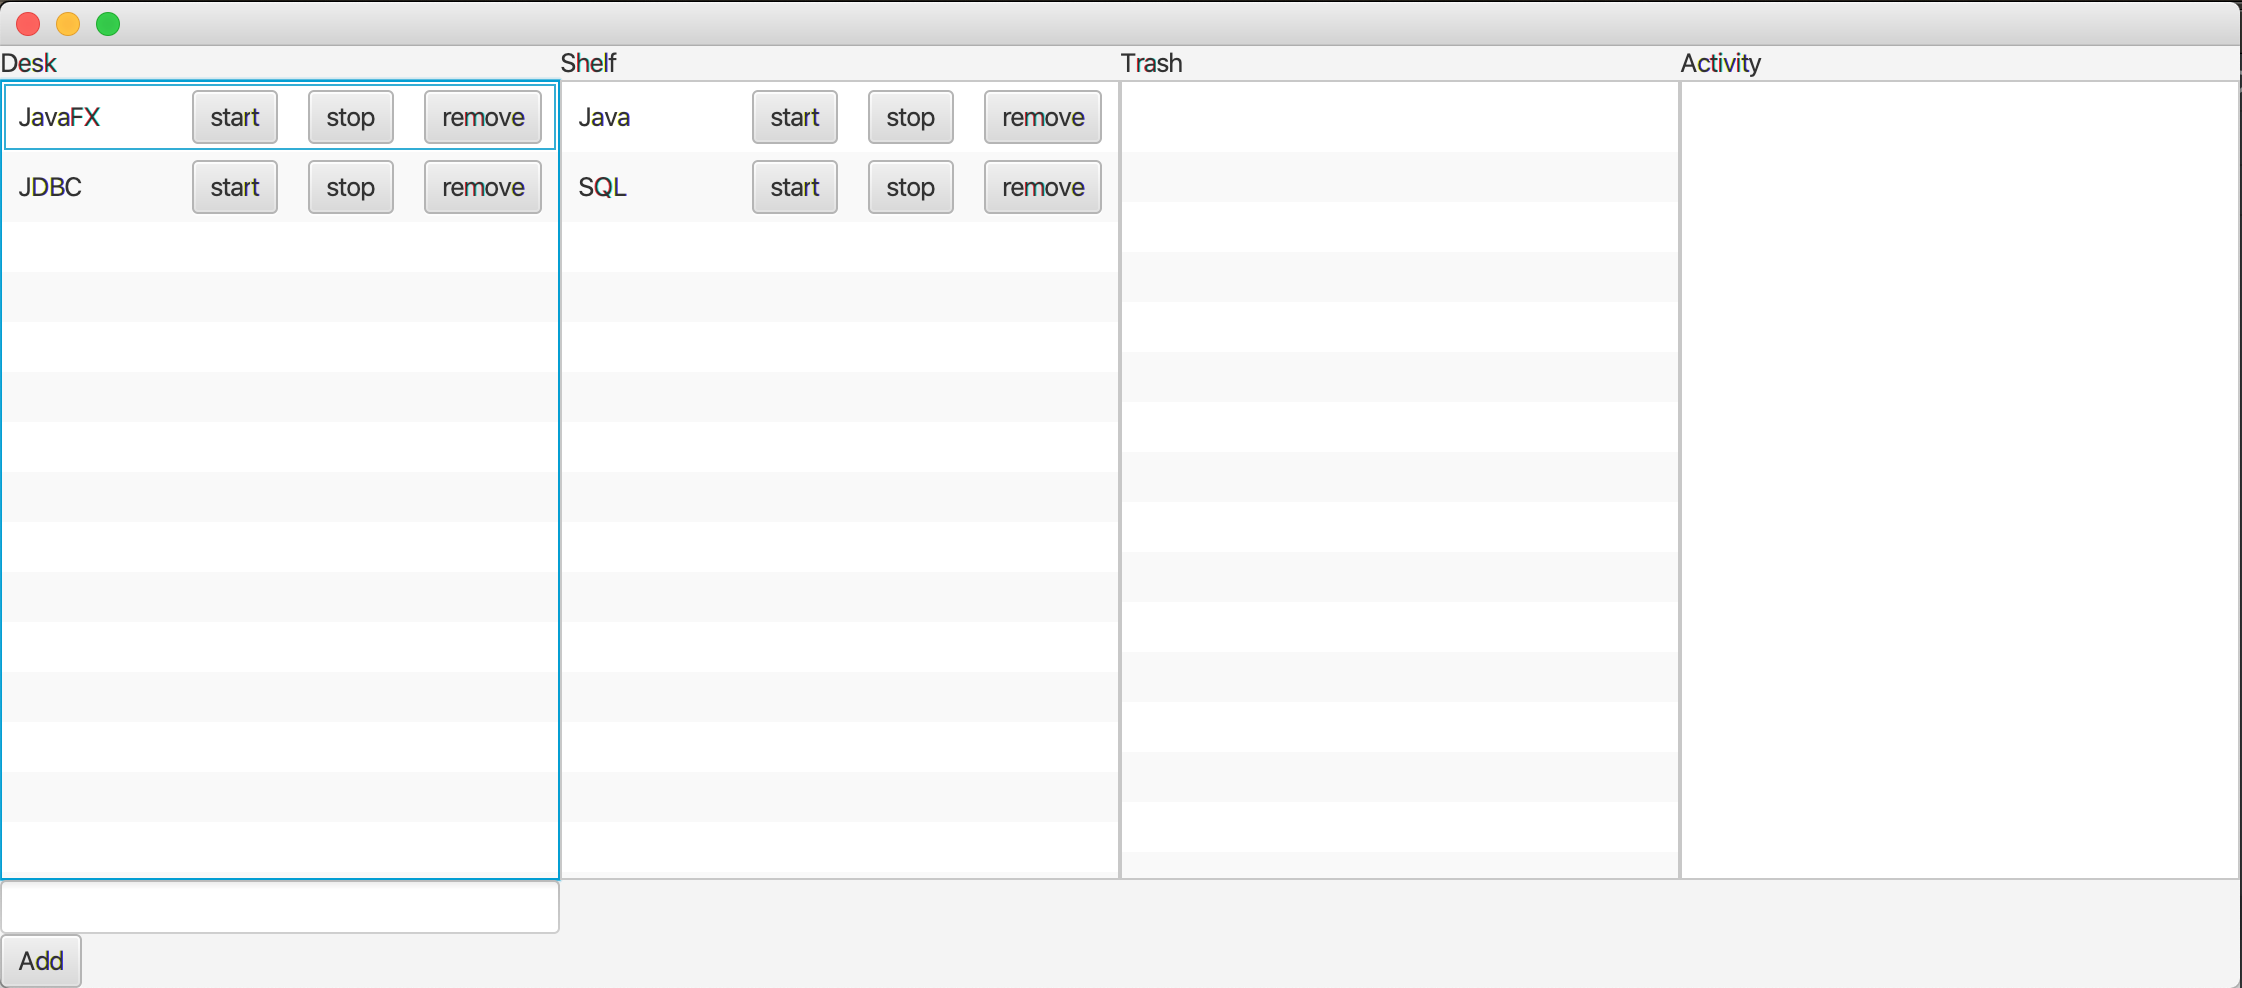 Desk Shelf Trash Activity
JavaFX start stop remove Java start stop remove
JDBC start stop remove SQL start stop remove
Add